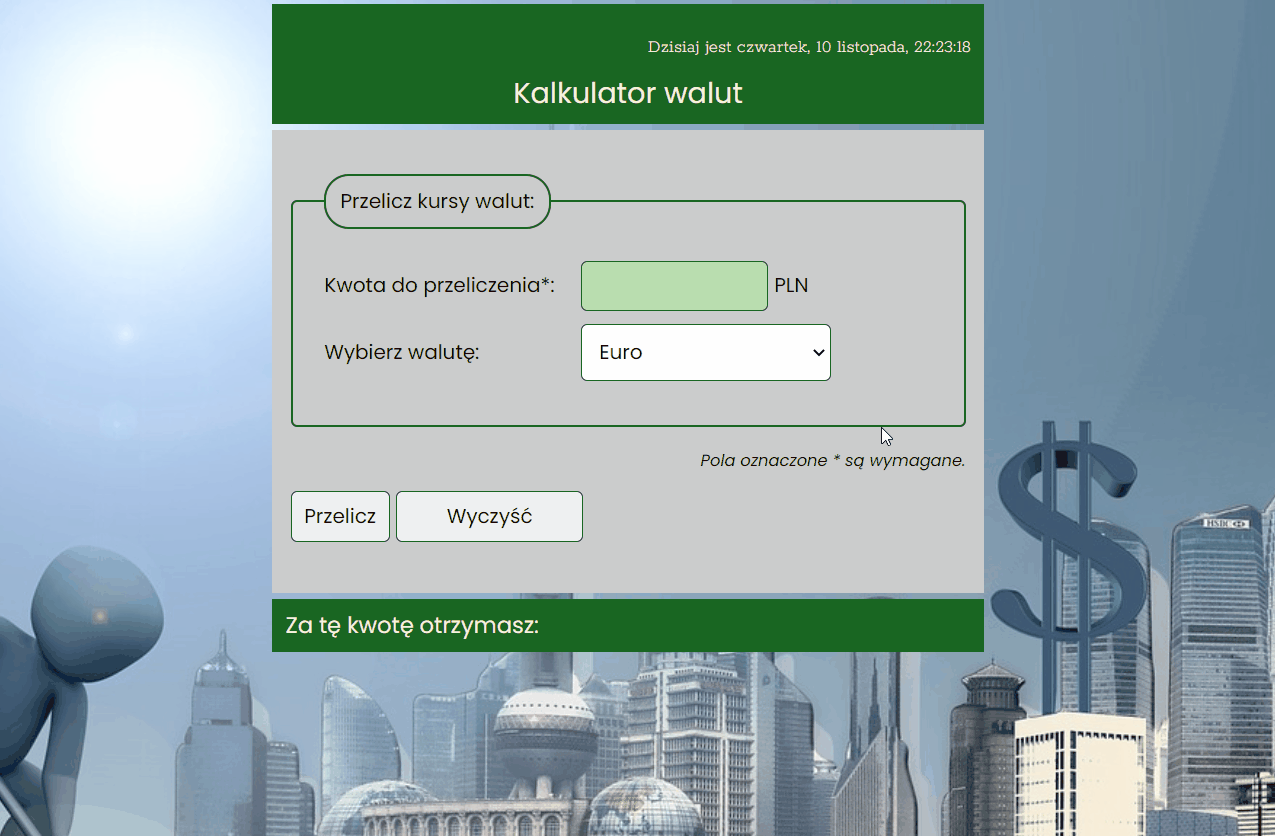 Dzisiaj jest czwartek, 10 listopada, 22:23:18
Kalkulator walut
Przelicz kursy walut:
Kwota do przeliczenia*: PLN
Wybierz walutę: Euro
Pola oznaczone * są wymagane.
Przelicz Wyczyść
HSBC
Za tę kwotę otrzymasz: